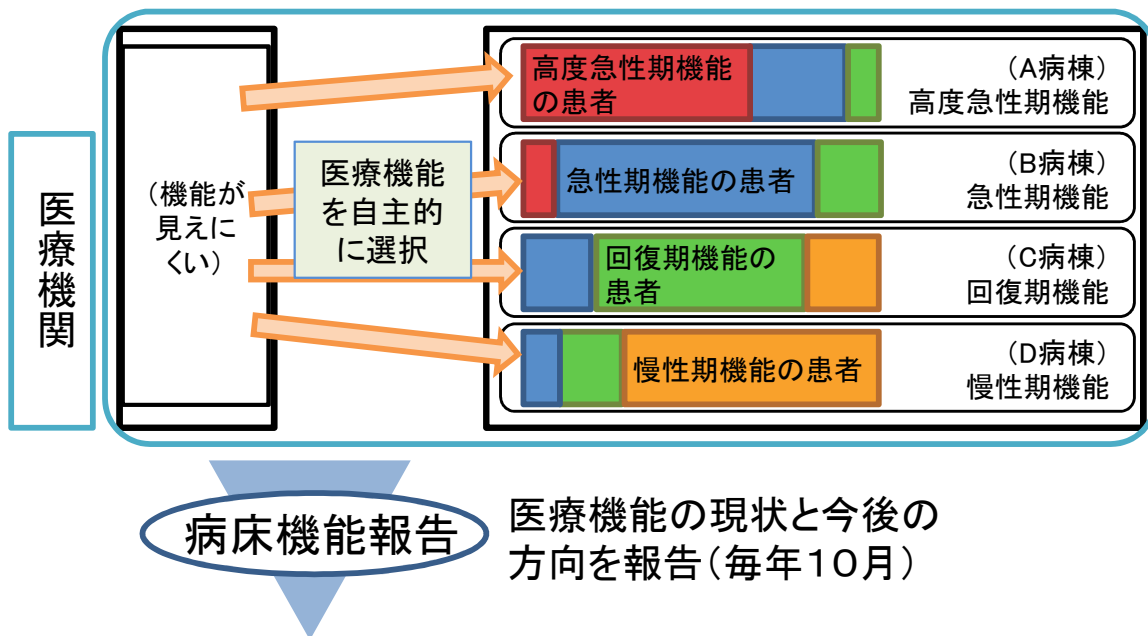 医療機関
(機能が
見えに
くい)
医療機能
を自主的
に選択
高度急性期機能
の患者
(A病棟)
高度急性期機能
急性期機能の患者
(B病棟)
急性期機能
回復期機能の
患者
(C病棟)
回復期機能
慢性期機能の患者
(D病棟)
慢性期機能
病床機能報告
医療機能の現状と今後の
方向を報告(毎年10月)